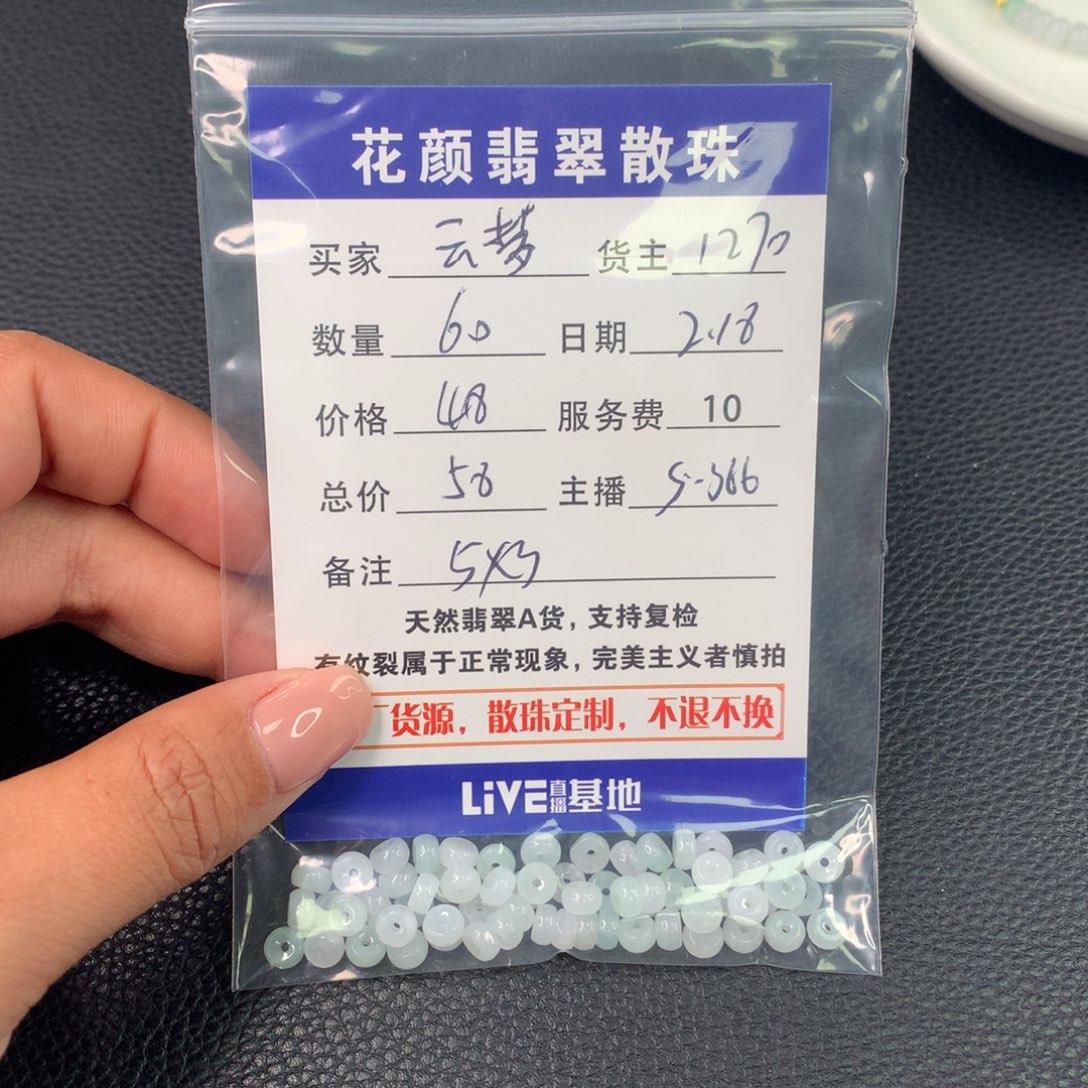 花颜翡翠散珠
买家 云梦 货主 1270
数量 60 日期 2.18
价格 48 服务费 10
总价 58 主播 S-366
备注 5X3
天然翡翠A货，支持复检
有纹裂属于正常现象，完美主义者慎拍
货源，散珠定制，不退不换
LiVE直播基地